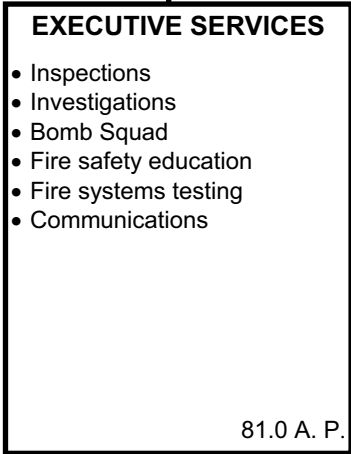 EXECUTIVE SERVICES
• Inspections
• Investigations
• Bomb Squad
• Fire safety education
• Fire systems testing
• Communications
81.0 A. P.